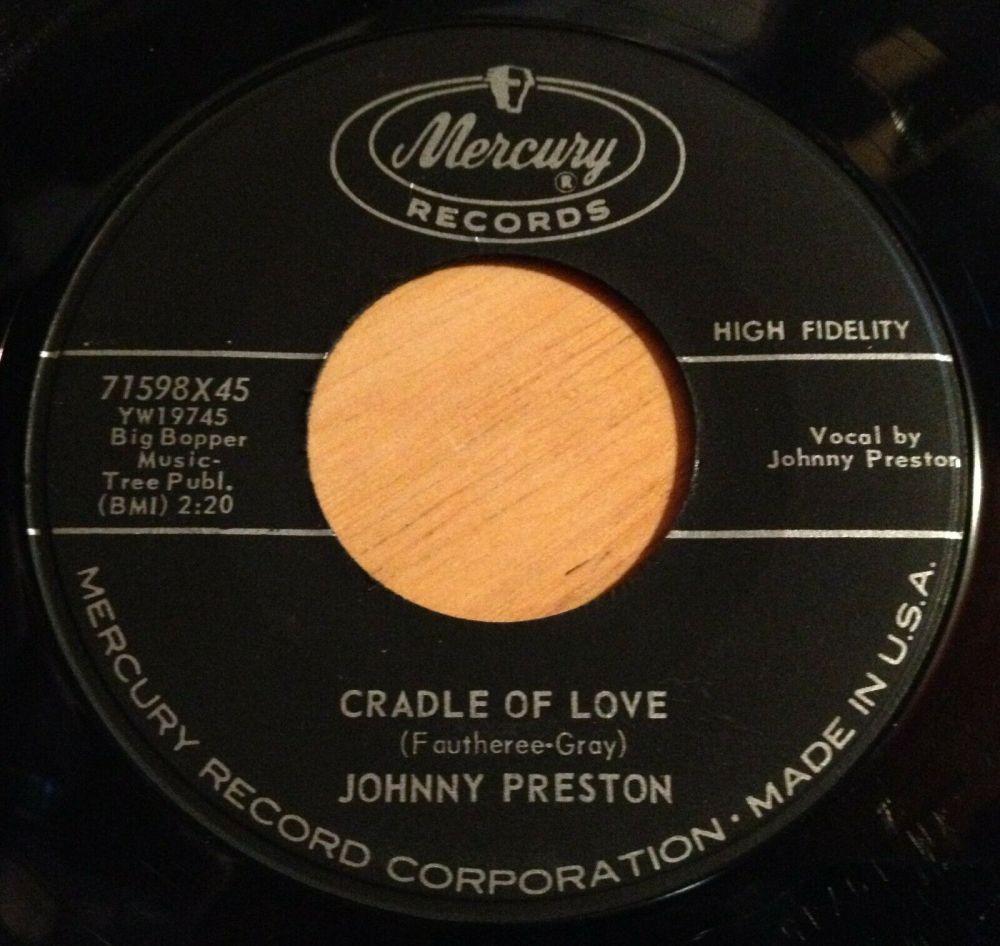 Mercury
®
RECORDS
HIGH FIDELITY
71598X45
YW19745
Big Bopper
Music-
Tree Publ.
(BMI) 2:20
Vocal by
Johnny Preston
CRADLE OF LOVE
(Fautheree-Gray)
JOHNNY PRESTON
MERCURY RECORD CORPORATION • MADE IN U.S.A.